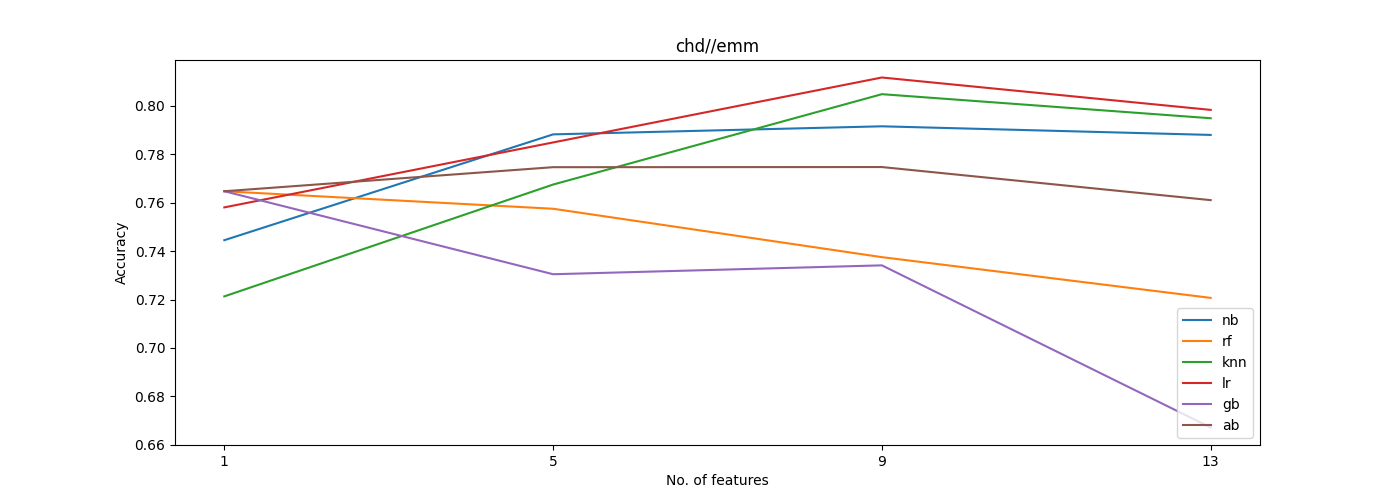 chd//emm
Accuracy
0.80
0.78
0.76
0.74
0.72
0.70
0.68
0.66
1
5
9
13
No. of features
nb
rf
knn
lr
gb
ab